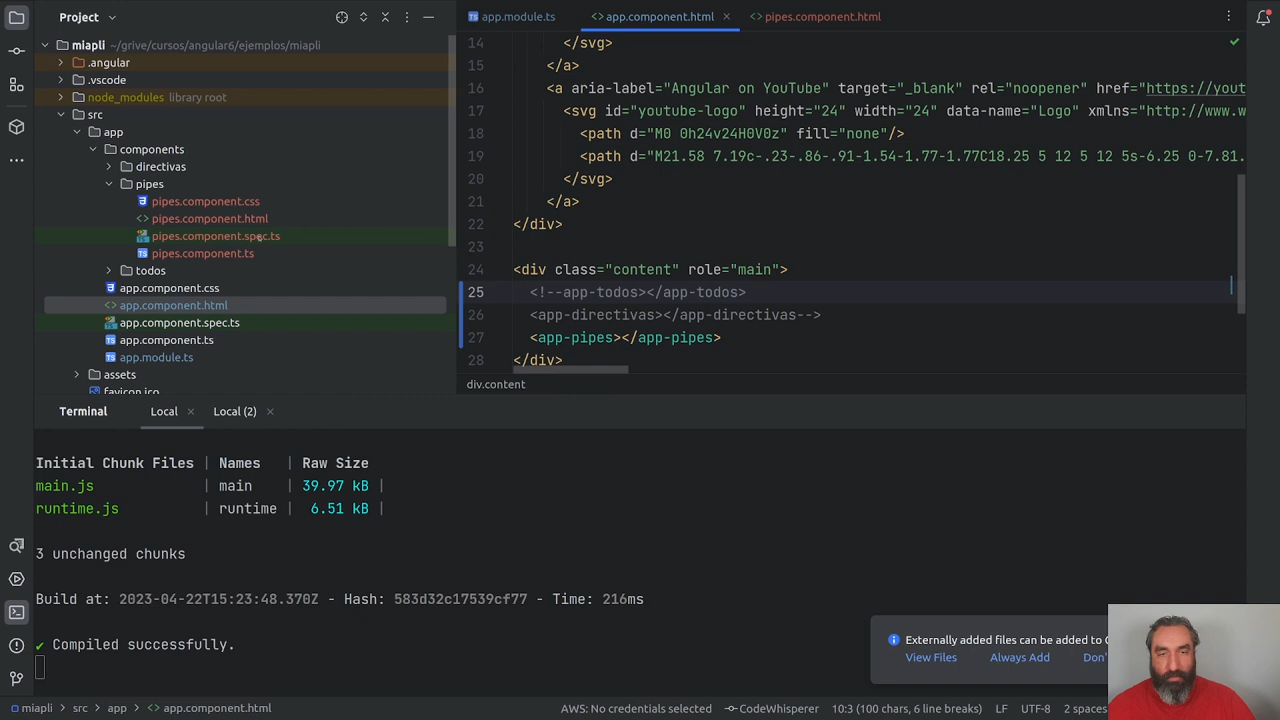 Project
miapli ~/grive/cursos/angular6/ejemplos/miapli
.angular
.vscode
node_modules library root
src
app
components
directivas
pipes
pipes.component.css
pipes.component.html
pipes.component.spec.ts
pipes.component.ts
todos
app.component.css
app.component.html
app.component.spec.ts
app.component.ts
app.module.ts
assets
favicon.ico
app.module.ts
app.component.html
pipes.component.html
14 </svg>
15 </a>
16 <a aria-label="Angular on YouTube" target="_blank" rel="noopener" href="https://yout
17 <svg id="youtube-logo" height="24" width="24" data-name="Logo" xmlns="http://www.w
18 <path d="M0 0h24v24H0V0z" fill="none"/>
19 <path d="M21.58 7.19c-.23-.86-.91-1.54-1.77-1.77C18.25 5 12 5 12 5s-6.25 0-7.81.
20 </svg>
21 </a>
22 </div>
23
24 <div class="content" role="main">
25 <!--app-todos></app-todos>
26 <app-directivas></app-directivas-->
27 <app-pipes></app-pipes>
28 </div>
div.content
Terminal
Local
Local (2)
Initial Chunk Files | Names | Raw Size
main.js | main | 39.97 kB |
runtime.js | runtime | 6.51 kB |
3 unchanged chunks
Build at: 2023-04-22T15:23:48.370Z - Hash: 583d32c17539cf77 - Time: 216ms
✔ Compiled successfully.
Externally added files can be added to
View Files
Always Add
Don'
miapli > src > app > app.component.html
AWS: No credentials selected
CodeWhisperer
10:3 (100 chars, 6 line breaks)
LF
UTF-8
2 spaces